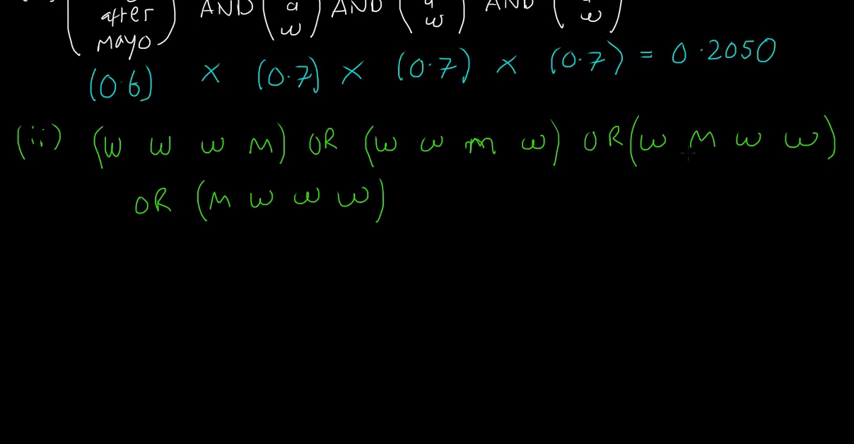 after AND a AND a AND a
mayo) w w w
(0.6) × (0.7) × (0.7) × (0.7) = 0.2050
(ii) (W W W M) OR (W W M W) OR (W M W W)
OR (M W W W)